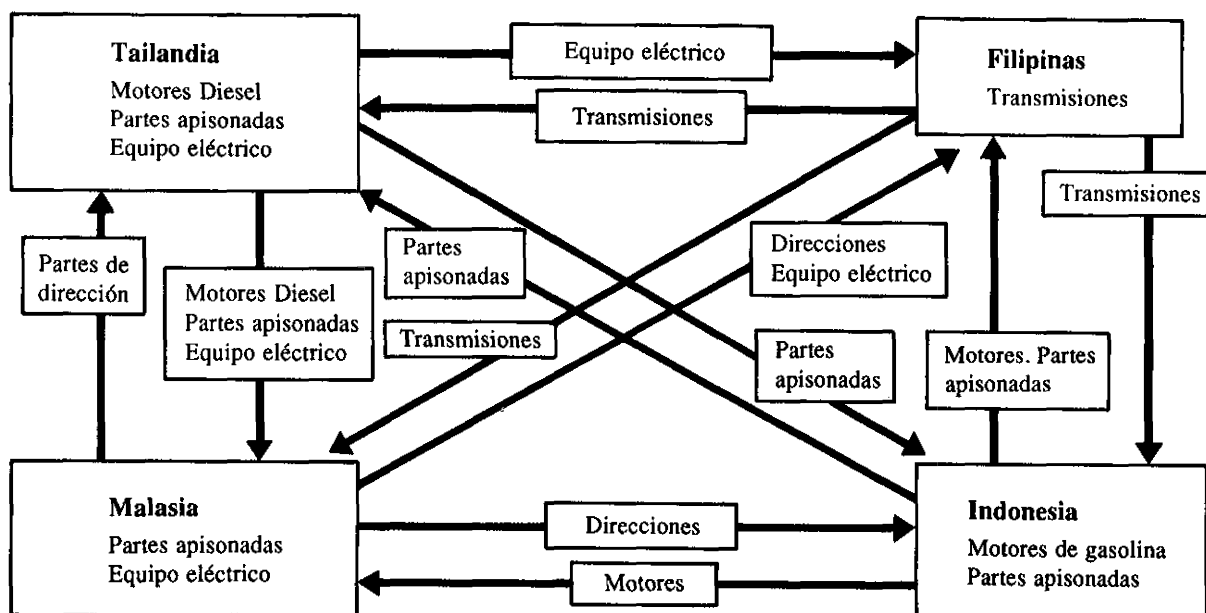 Tailandia
Motores Diesel
Partes apisonadas
Equipo eléctrico
Equipo eléctrico
Transmisiones
Filipinas
Transmisiones
Transmisiones
Partes de
dirección
Motores Diesel
Partes apisonadas
Equipo eléctrico
Partes
apisonadas
Transmisiones
Direcciones
Equipo eléctrico
Partes
apisonadas
Motores. Partes
apisonadas
Malasia
Partes apisonadas
Equipo eléctrico
Direcciones
Motores
Indonesia
Motores de gasolina
Partes apisonadas